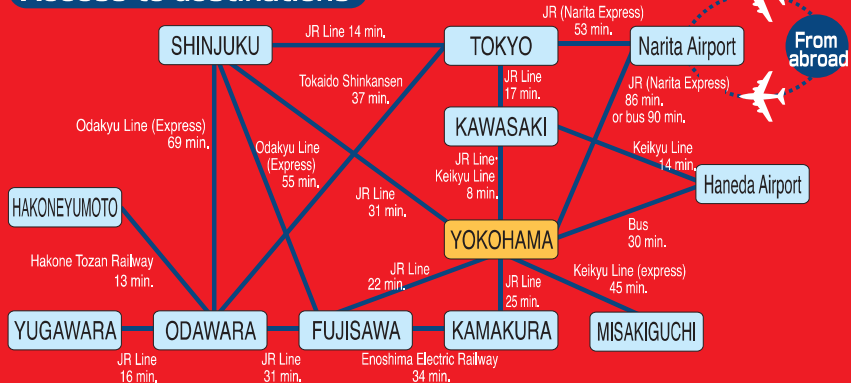 Access to destinations
SHINJUKU
JR Line 14 min.
TOKYO
JR (Narita Express)
53 min.
Narita Airport
From
abroad
Tokaido Shinkansen
37 min.
JR Line
17 min.
JR (Narita Express)
86 min.
or bus 90 min.
Odakyu Line (Express)
69 min.
Odakyu Line
(Express)
55 min.
KAWASAKI
JR Line
Keikyu Line
8 min.
Keikyu Line
14 min.
Haneda Airport
JR Line
31 min.
HAKONEYUMOTO
YOKOHAMA
Bus
30 min.
Hakone Tozan Railway
13 min.
JR Line
22 min.
JR Line
25 min.
Keikyu Line (express)
45 min.
YUGAWARA
ODAWARA
FUJISAWA
KAMAKURA
MISAKIGUCHI
JR Line
16 min.
JR Line
31 min.
Enoshima Electric Railway
34 min.